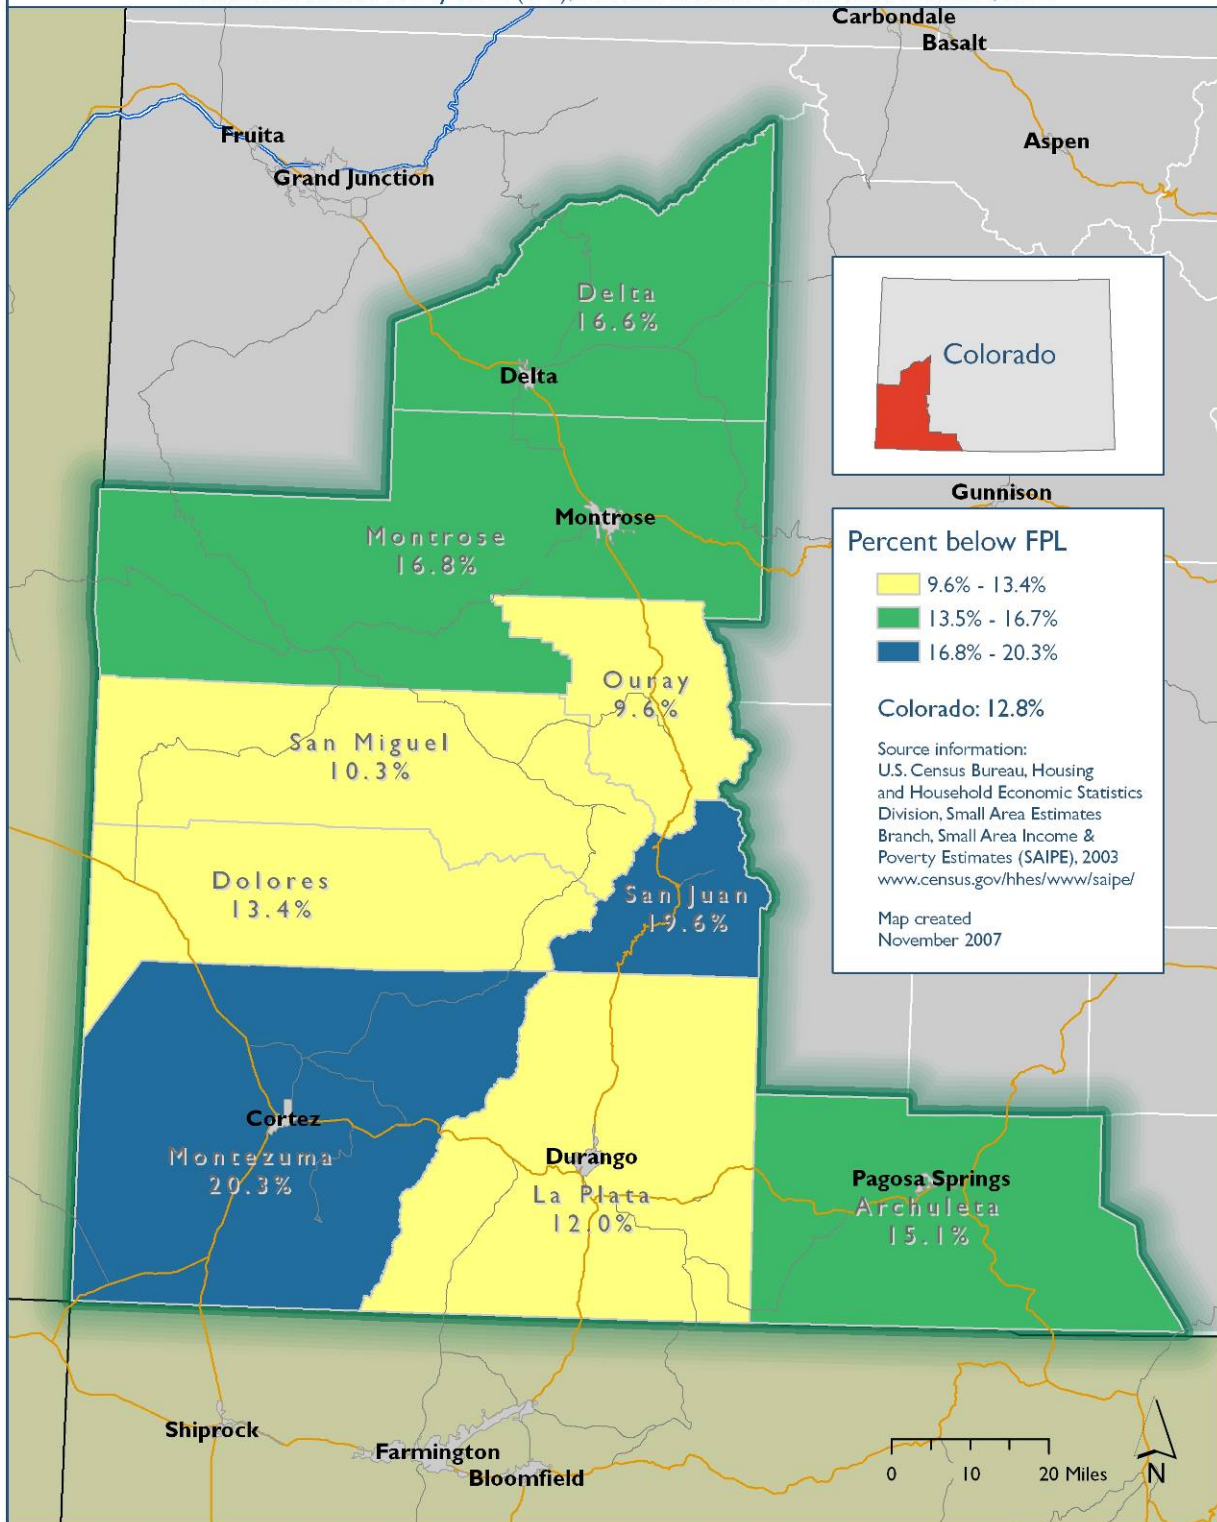 Carbondale
Basalt
Fruita
Aspen
Grand Junction
Delta
16.6%
Colorado
Delta
Gunnison
Montrose
Montrose
16.8%
Percent below FPL
9.6% - 13.4%
13.5% - 16.7%
16.8% - 20.3%
Colorado: 12.8%
Source information:
U.S. Census Bureau, Housing
and Household Economic Statistics
Division, Small Area Estimates
Branch, Small Area Income &
Poverty Estimates (SAIPE), 2003
www.census.gov/hhes/www/saipe/
Map created
November 2007
Ouray
9.6%
San Miguel
10.3%
Dolores
13.4%
San Juan
19.6%
Cortez
Montezuma
20.3%
Durango
La Plata
12.0%
Pagosa Springs
Archuleta
15.1%
Shiprock
Farmington
Bloomfield
0 10 20 Miles
N